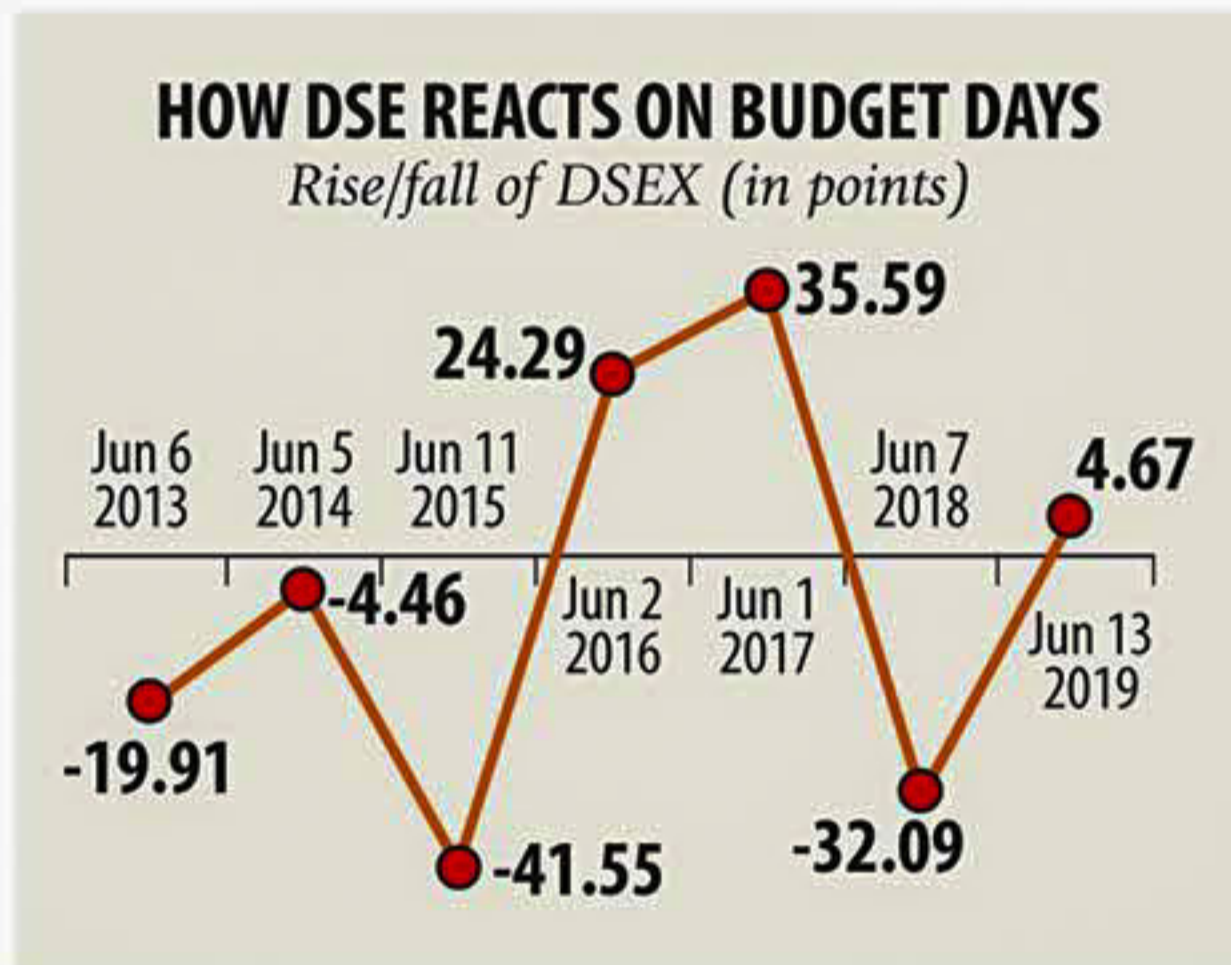 HOW DSE REACTS ON BUDGET DAYS
Rise/fall of DSEX (in points)
35.59
24.29
Jun 6
2013
Jun 5
2014
Jun 11
2015
Jun 7
2018
4.67
-4.46
Jun 2
2016
Jun 1
2017
Jun 13
2019
-19.91
-41.55
-32.09